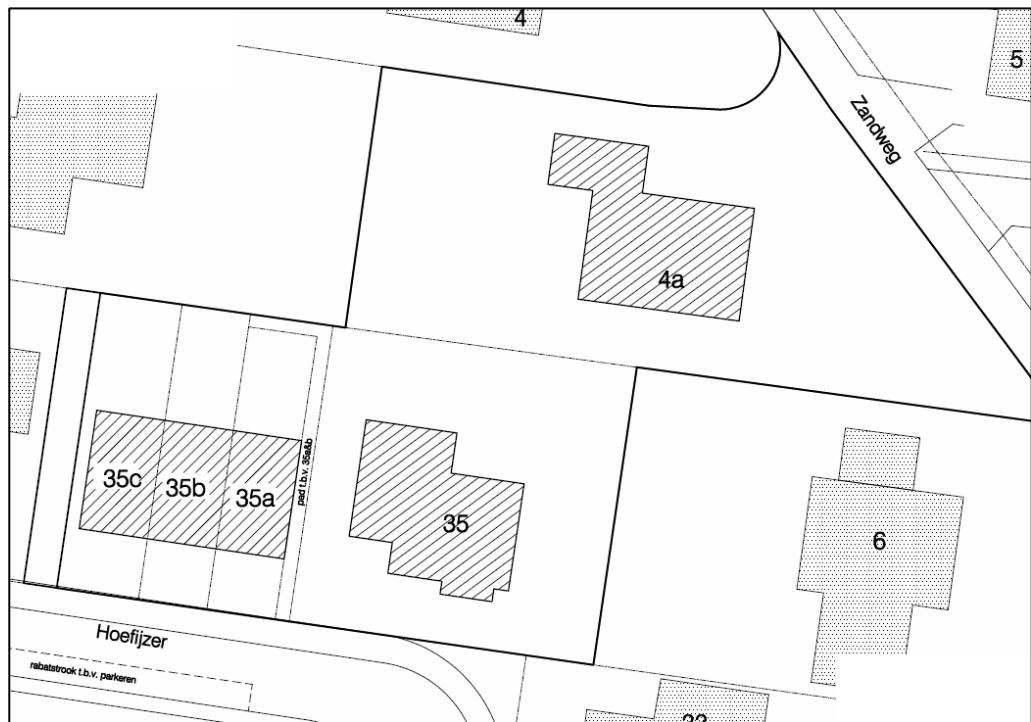 4
5
Zandweg
4a
pad t.b.v. 35a&b
35c
35b
35a
35
6
Hoefijzer
rabatstrook t.b.v. parkeren